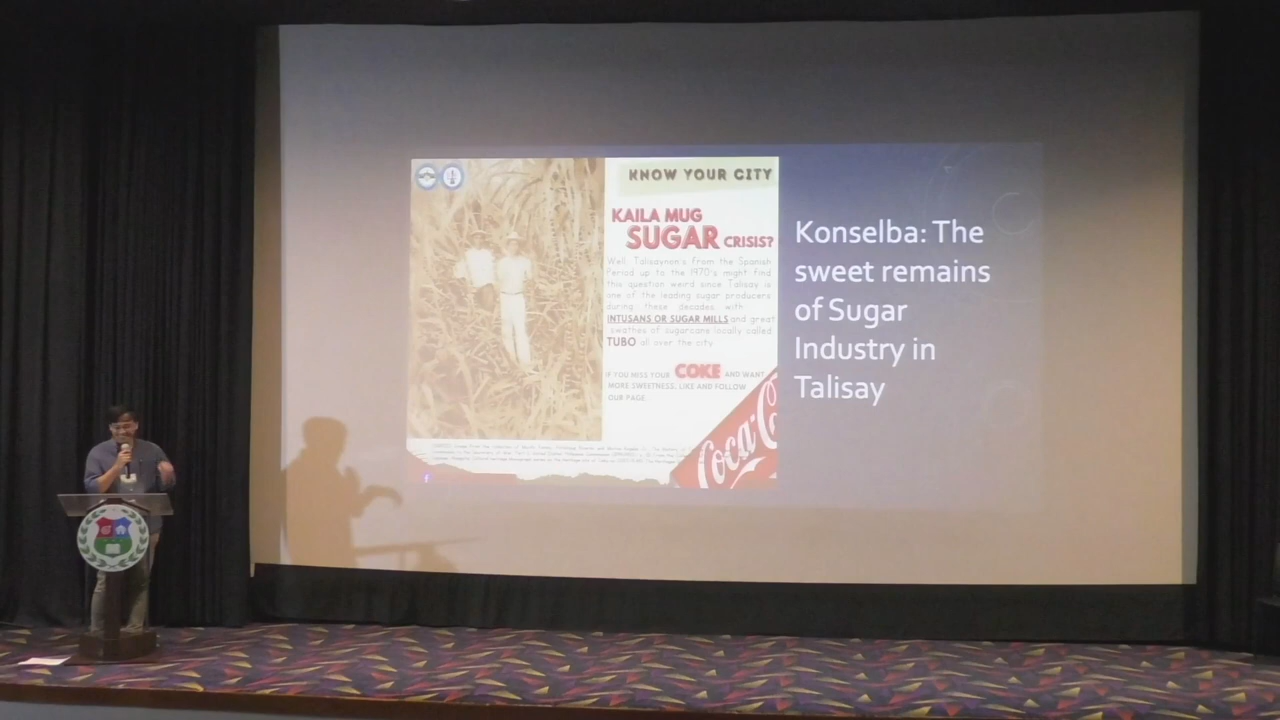 KNOW YOUR CITY
KAILA MUG
SUGAR CRISIS?
Well, Talisaynon's from the Spanish
Period up to the 1970's might find
this question weird since Talisay is
one of the leading sugar producers
during these decades with
INTUSANS OR SUGAR MILLS and great
swathes of sugarcane locally called
TUBO all over the city
IF YOU MISS YOUR COKE AND WANT
MORE SWEETNESS, LIKE AND FOLLOW
OUR PAGE
Coca-C
Konselba: The
sweet remains
of Sugar
Industry in
Talisay